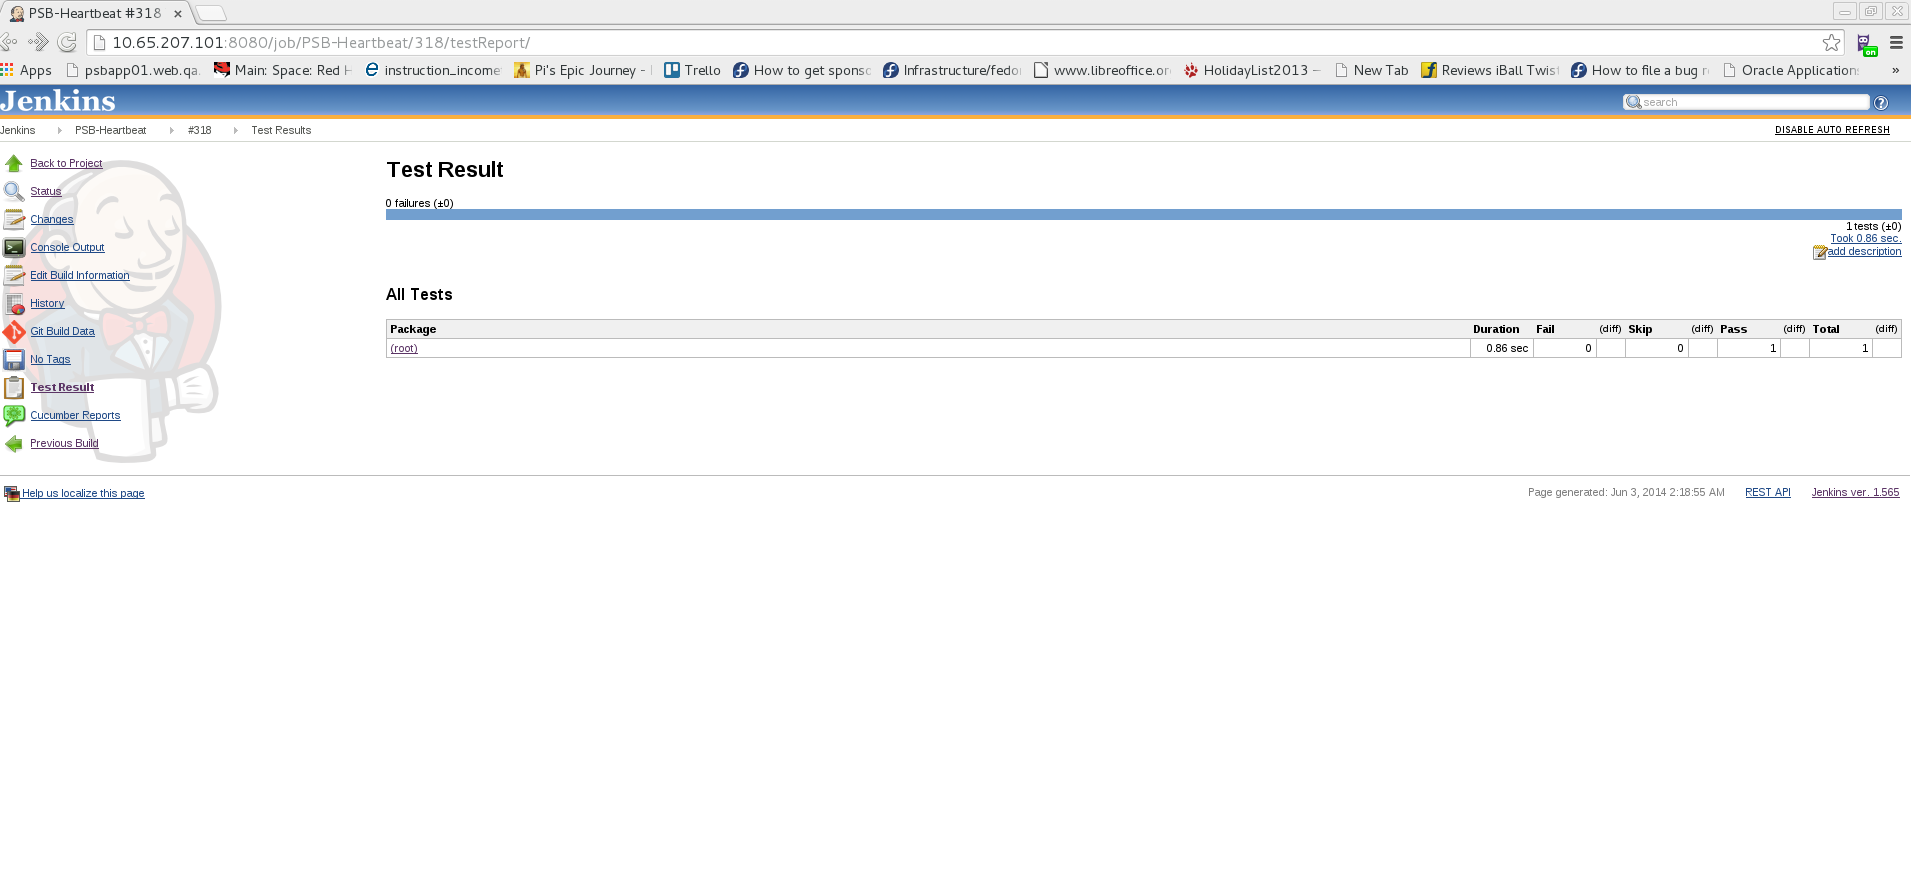 PSB-Heartbeat #318
10.65.207.101:8080/job/PSB-Heartbeat/318/testReport/
Apps psbapp01.web.qa. Main: Space: Red H instruction_income Pi's Epic Journey - Trello How to get sponso Infrastructure/fedo www.libreoffice.or HolidayList2013 – New Tab Reviews iBall Twist How to file a bug r Oracle Applications »
Jenkins
search
Jenkins PSB-Heartbeat #318 Test Results DISABLE AUTO REFRESH
Back to Project
Status
Changes
Console Output
Edit Build Information
History
Git Build Data
No Tags
Test Result
Cucumber Reports
Previous Build
Test Result
0 failures (±0)
1 tests (±0)
Took 0.86 sec.
add description
All Tests
Package Duration Fail (diff) Skip (diff) Pass (diff) Total (diff)
(root) 0.86 sec 0 0 1 1
Help us localize this page Page generated: Jun 3, 2014 2:18:55 AM REST API Jenkins ver. 1.565